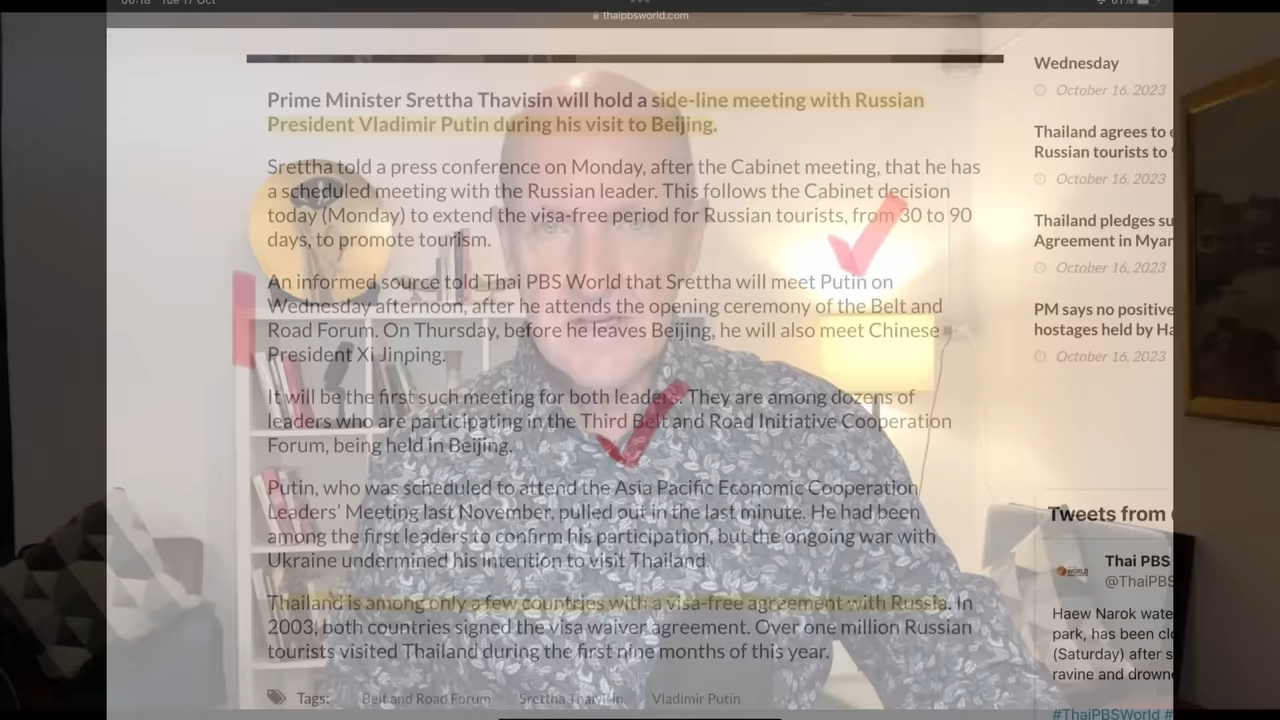 06:18 Tue 17 Oct
61%
thaipbsworld.com
Prime Minister Srettha Thavisin will hold a side-line meeting with Russian
President Vladimir Putin during his visit to Beijing.
Srettha told a press conference on Monday, after the Cabinet meeting, that he has
a scheduled meeting with the Russian leader. This follows the Cabinet decision
today (Monday) to extend the visa-free period for Russian tourists, from 30 to 90
days, to promote tourism.
An informed source told Thai PBS World that Srettha will meet Putin on
Wednesday afternoon, after he attends the opening ceremony of the Belt and
Road Forum. On Thursday, before he leaves Beijing, he will also meet Chinese
President Xi Jinping.
It will be the first such meeting for both leaders. They are among dozens of
leaders who are participating in the Third Belt and Road Initiative Cooperation
Forum, being held in Beijing.
Putin, who was scheduled to attend the Asia Pacific Economic Cooperation
Leaders’ Meeting last November, pulled out in the last minute. He had been
among the first leaders to confirm his participation, but the ongoing war with
Ukraine undermined his intention to visit Thailand.
Thailand is among only a few countries with a visa-free agreement with Russia. In
2003, both countries signed the visa waiver agreement. Over one million Russian
tourists visited Thailand during the first nine months of this year.
Tags: Belt and Road Forum Srettha Thavisin Vladimir Putin
Wednesday
October 16, 2023
Thailand agrees to
Russian tourists to
October 16, 2023
Thailand pledges su
Agreement in Myar
October 16, 2023
PM says no positive
hostages held by Ha
October 16, 2023
Tweets from
Thai PBS
@ThaiPBS
Haew Narok wate
park, has been clo
(Saturday) after s
ravine and drowne
#ThaiPBSWorld #